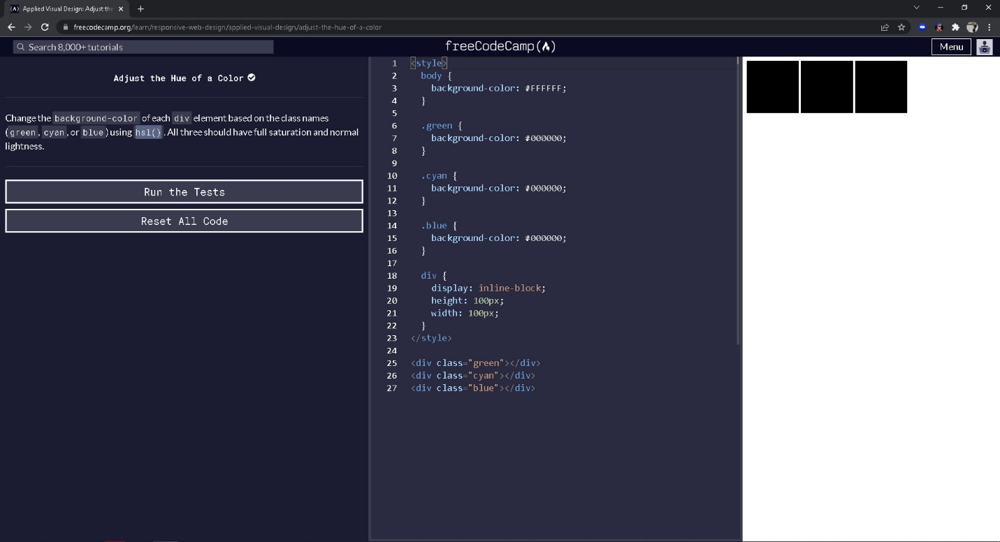 Applied Visual Design: Adjust the
freecodecamp.org/learn/responsive-web-design/applied-visual-design/adjust-the-hue-of-a-color
Search 8,000+ tutorials
freeCodeCamp
Menu
Adjust the Hue of a Color
Change the background-color of each div element based on the class names
(green, cyan, or blue) using hsl(). All three should have full saturation and normal
lightness.
Run the Tests
Reset All Code
1 <style>
2 body {
3 background-color: #FFFFFF;
4 }
5
6 .green {
7 background-color: #000000;
8 }
9
10 .cyan {
11 background-color: #000000;
12 }
13
14 .blue {
15 background-color: #000000;
16 }
17
18 div {
19 display: inline-block;
20 height: 100px;
21 width: 100px;
22 }
23 </style>
24
25 <div class="green"></div>
26 <div class="cyan"></div>
27 <div class="blue"></div>